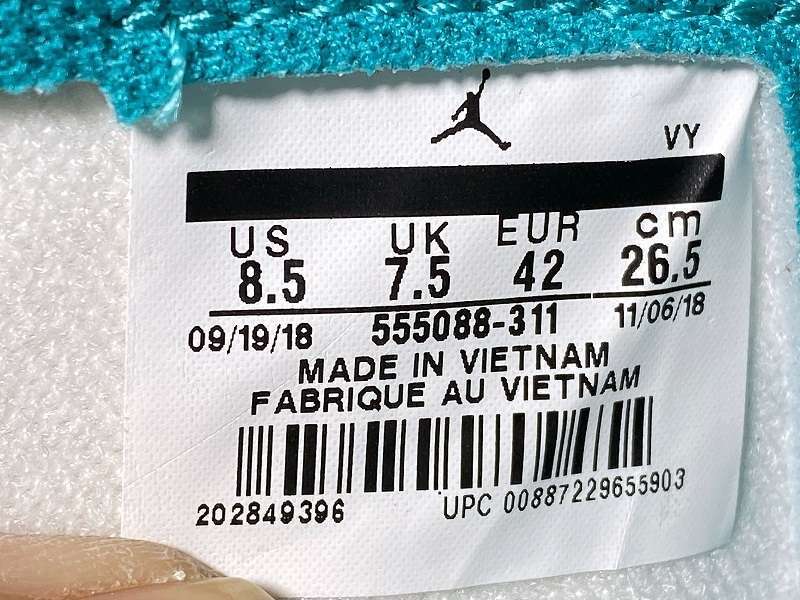 VY
US UK EUR cm
8.5 7.5 42 26.5
09/19/18 555088-311 11/06/18
MADE IN VIETNAM
FABRIQUE AU VIETNAM
202849396 UPC 00887229655903